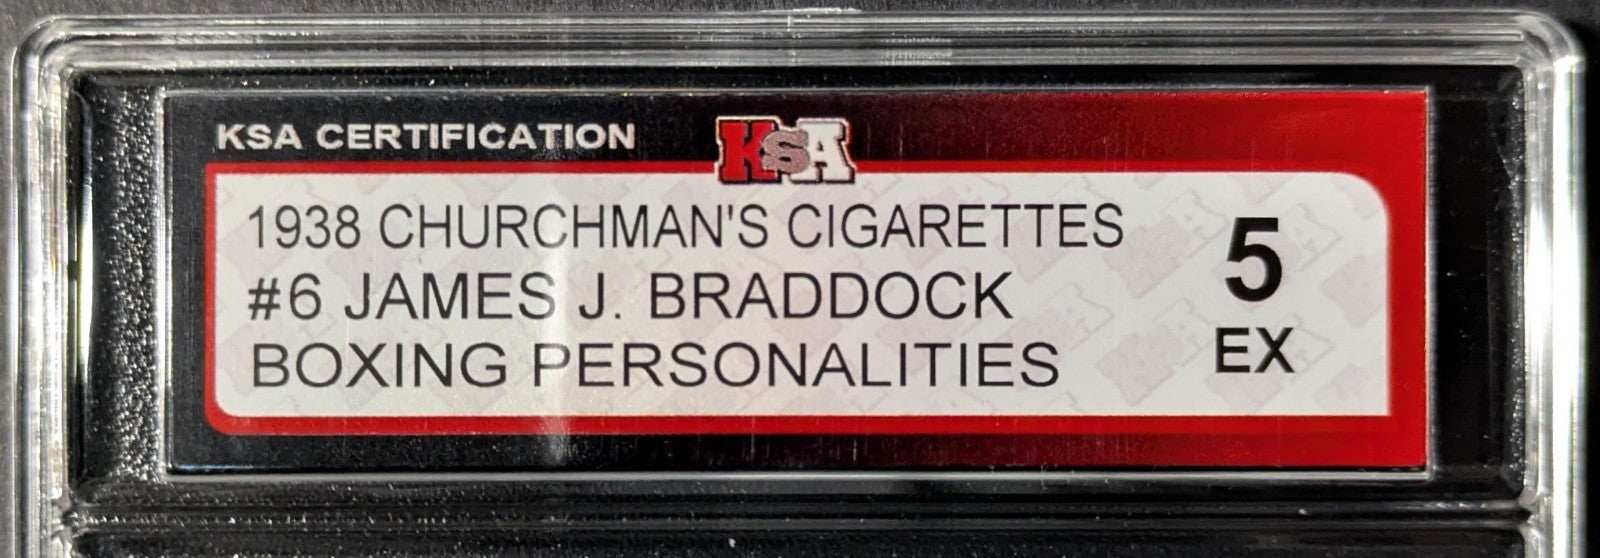 KSA CERTIFICATION
KSA
1938 CHURCHMAN'S CIGARETTES
#6 JAMES J. BRADDOCK
BOXING PERSONALITIES
5
EX